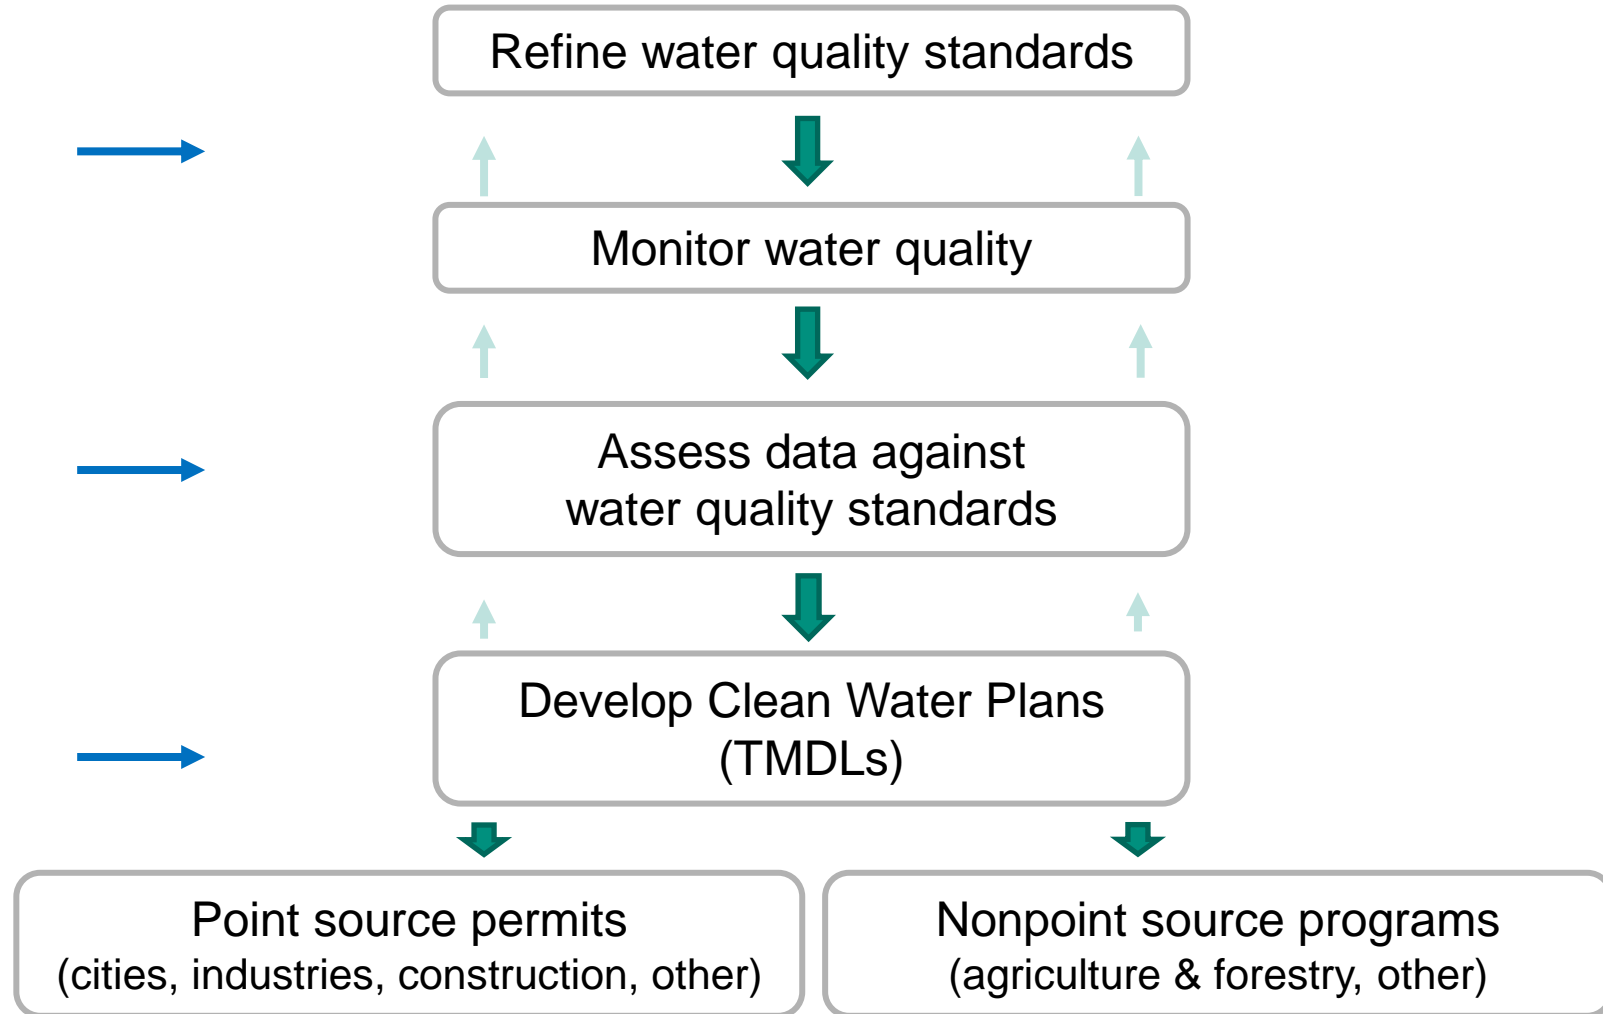 Refine water quality standards
Monitor water quality
Assess data against
water quality standards
Develop Clean Water Plans
(TMDLs)
Point source permits
(cities, industries, construction, other)
Nonpoint source programs
(agriculture & forestry, other)